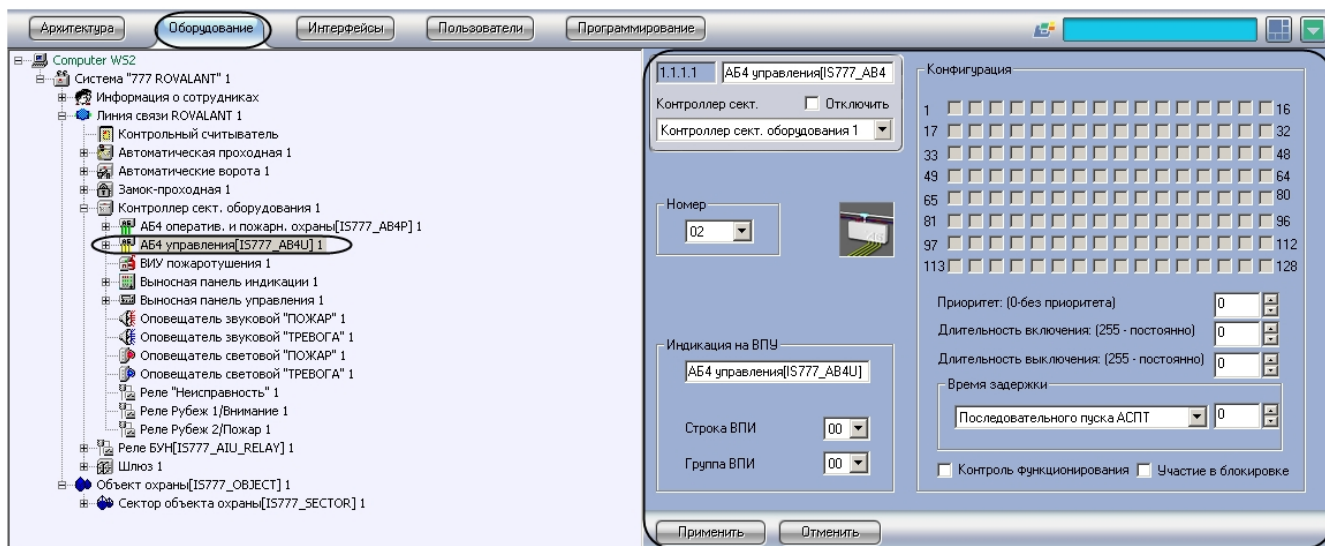 Архитектура Оборудование Интерфейсы Пользователи Программирование
Computer WS2
Система "777 ROVALANT" 1
Информация о сотрудниках
Линия связи ROVALANT 1
Контрольный считыватель
Автоматическая проходная 1
Автоматические ворота 1
Замок-проходная 1
Контроллер сект. оборудования 1
АБ4 оператив. и пожарн. охраны[IS777_AB4P] 1
АБ4 управления[IS777_AB4U] 1
ВИУ пожаротушения 1
Выносная панель индикации 1
Выносная панель управления 1
Оповещатель звуковой "ПОЖАР" 1
Оповещатель звуковой "ТРЕВОГА" 1
Оповещатель световой "ПОЖАР" 1
Оповещатель световой "ТРЕВОГА" 1
Реле "Неисправность" 1
Реле Рубеж 1/Внимание 1
Реле Рубеж 2/Пожар 1
Реле БУН[IS777_AIU_RELAY] 1
Шлюз 1
Объект охраны[IS777_OBJECT] 1
Сектор объекта охраны[IS777_SECTOR] 1
1.1.1.1 АБ4 управления[IS777_AB4
Контроллер сект. Отключить
Контроллер сект. оборудования 1
Номер
02
Индикация на ВПУ
АБ4 управления[IS777_AB4U]
Строка ВПИ 00
Группа ВПИ 00
Конфигурация
1 16
17 32
33 48
49 64
65 80
81 96
97 112
113 128
Приоритет: (0-без приоритета) 0
Длительность включения: (255 - постоянно) 0
Длительность выключения: (255 - постоянно) 0
Время задержки
Последовательного пуска АСПТ 0
Контроль функционирования Участие в блокировке
Применить Отменить